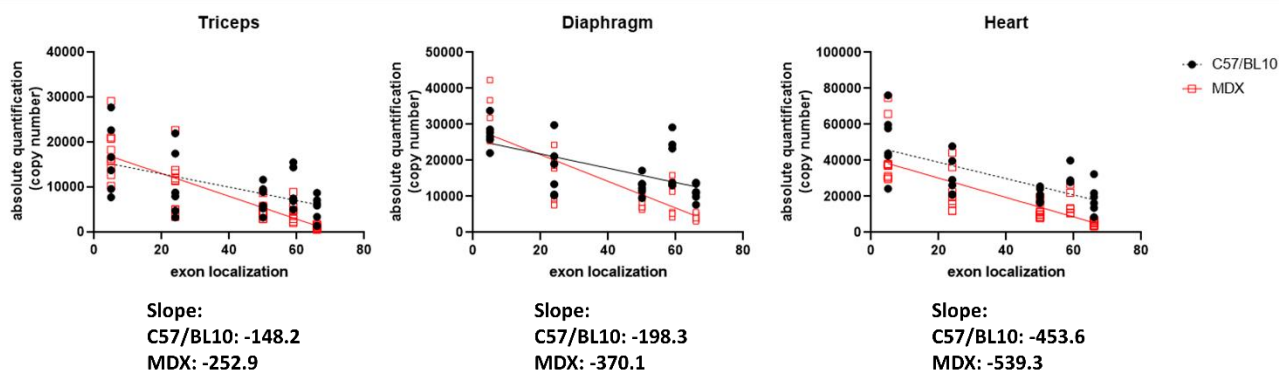 Triceps
absolute quantification
(copy number)
40000
30000
20000
10000
0
0 20 40 60 80
exon localization
Slope:
C57/BL10: -148.2
MDX: -252.9
Diaphragm
absolute quantification
(copy number)
50000
40000
30000
20000
10000
0
0 20 40 60 80
exon localization
Slope:
C57/BL10: -198.3
MDX: -370.1
Heart
absolute quantification
(copy number)
100000
80000
60000
40000
20000
0
0 20 40 60 80
exon localization
Slope:
C57/BL10: -453.6
MDX: -539.3
C57/BL10
MDX